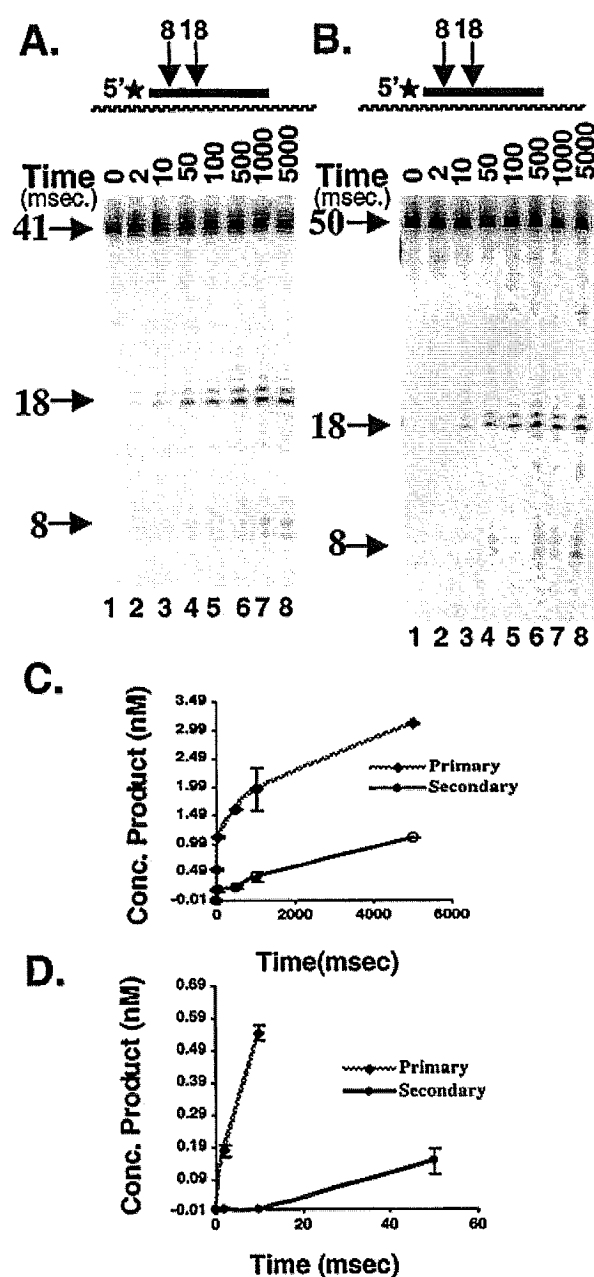 A.
8 18
5'★
Time 0 2 10 50 100 500 1000 5000
(msec.)
41
18
8
1 2 3 4 5 6 7 8
B.
8 18
5'★
Time 0 2 10 50 100 500 1000 5000
(msec.)
50
18
8
1 2 3 4 5 6 7 8
C.
Conc. Product (nM)
3.49
2.99
2.49
1.99
1.49
0.99
0.49
-0.01
0 2000 4000 6000
Time(msec)
Primary
Secondary
D.
Conc. Product (nM)
0.69
0.59
0.49
0.39
0.29
0.19
0.09
-0.01
0 20 40 60
Time (msec)
Primary
Secondary